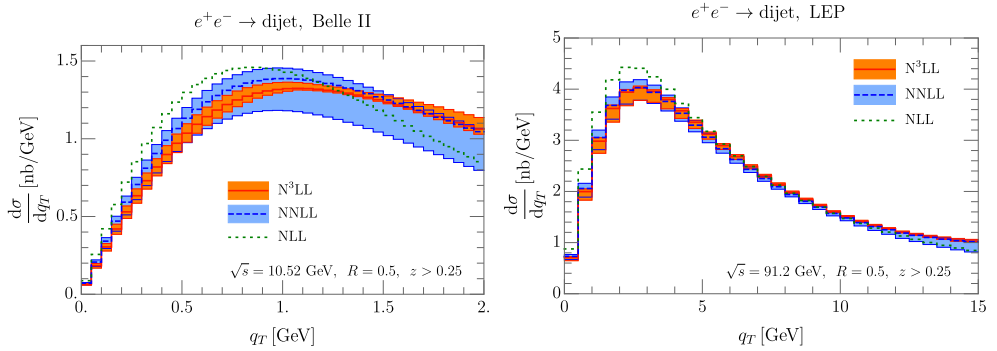 e⁺e⁻ → dijet, Belle II
dσ/dq_T [nb/GeV]
1.5
1.0
0.5
0.
N³LL
NNLL
NLL
√s = 10.52 GeV, R = 0.5, z > 0.25
0. 0.5 1. 1.5 2.
q_T [GeV]
e⁺e⁻ → dijet, LEP
dσ/dq_T [nb/GeV]
5
4
3
2
1
0
N³LL
NNLL
NLL
√s = 91.2 GeV, R = 0.5, z > 0.25
0 5 10 15
q_T [GeV]